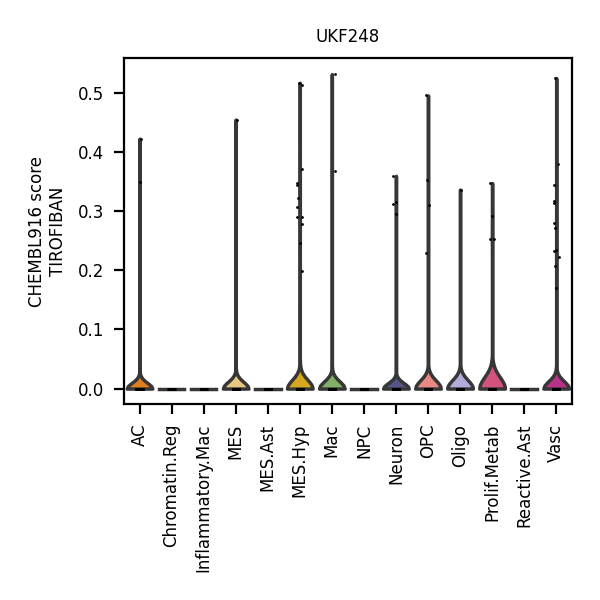 UKF248
CHEMBL916 score
TIROFIBAN
0.5
0.4
0.3
0.2
0.1
0.0
AC
Chromatin.Reg
Inflammatory.Mac
MES
MES.Ast
MES.Hyp
Mac
NPC
Neuron
OPC
Oligo
Prolif.Metab
Reactive.Ast
Vasc